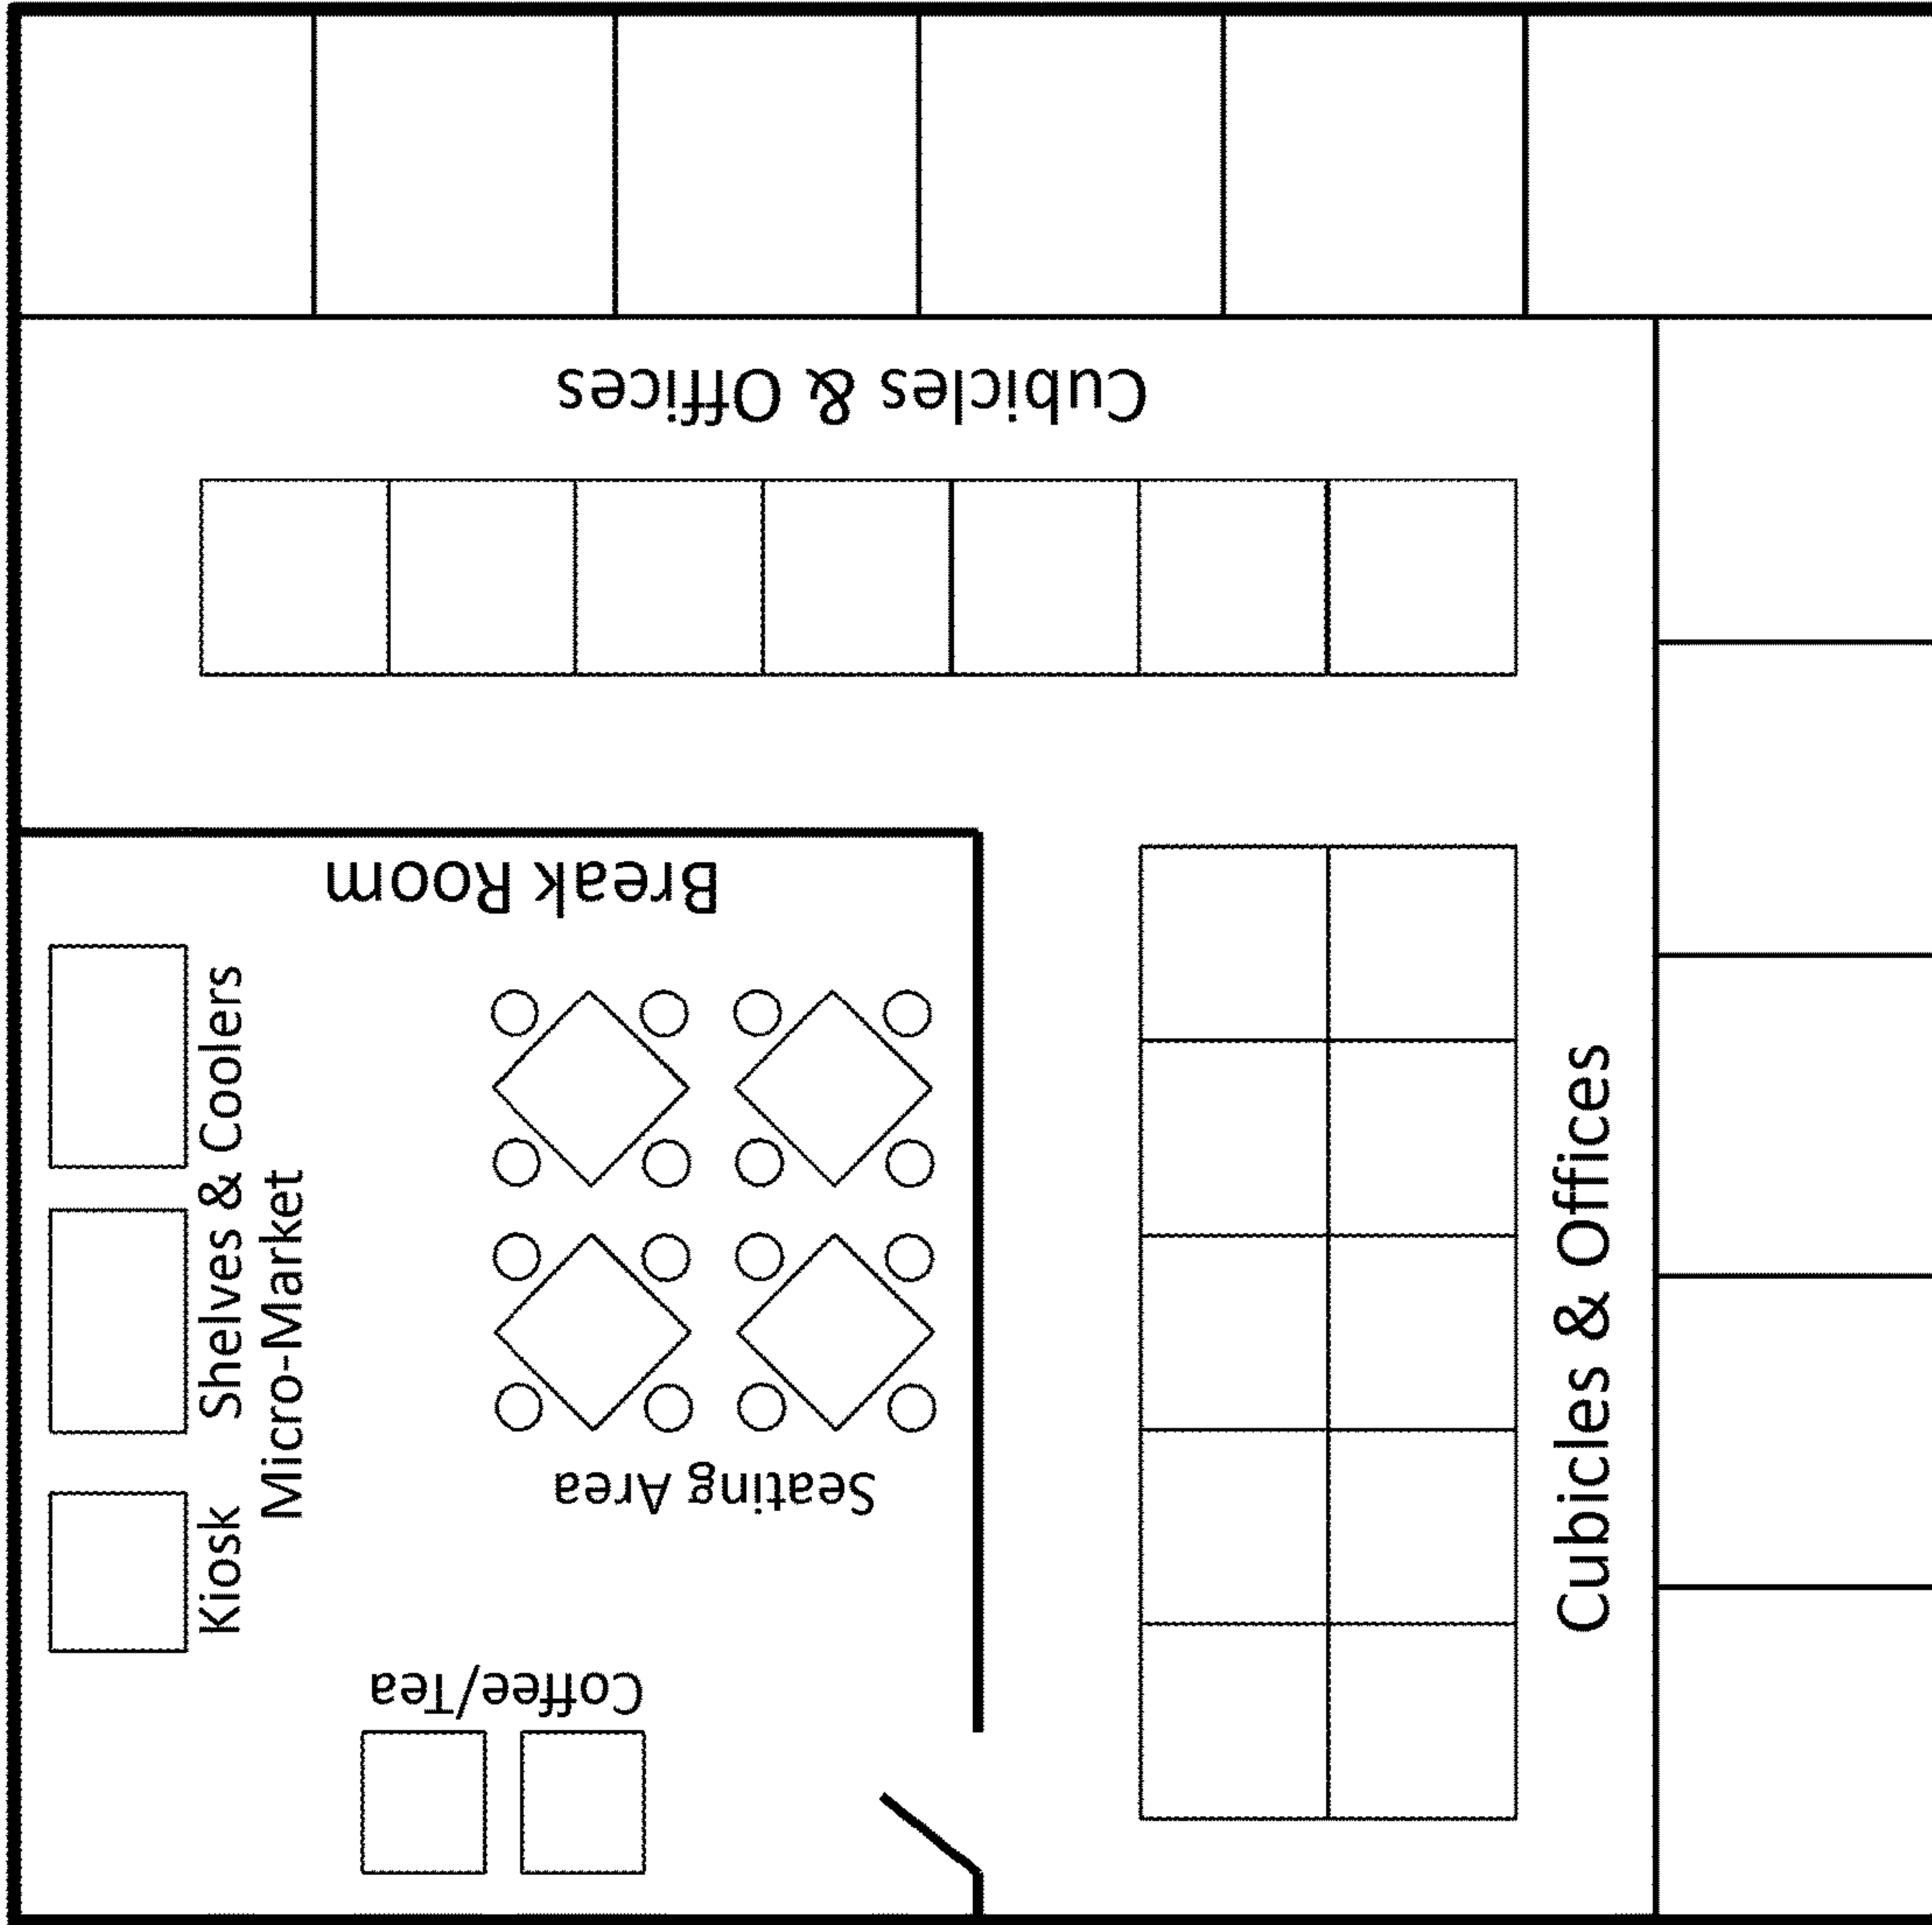 Cubicles & Offices
Break Room
Shelves & Coolers
Micro-Market
Kiosk
Seating Area
Coffee/Tea
Cubicles & Offices